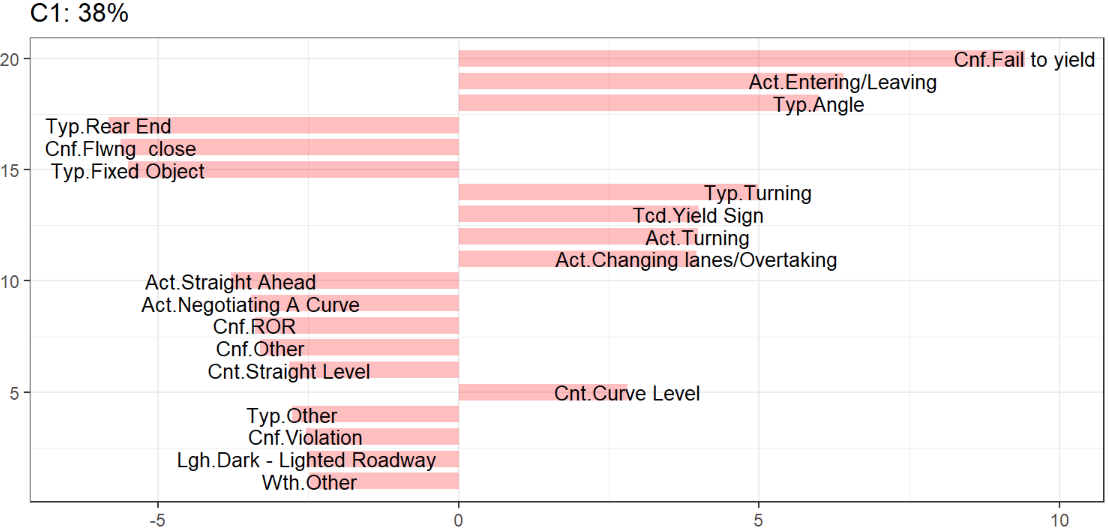 C1: 38%
20
Cnf.Fail to yield
Act.Entering/Leaving
Typ.Angle
Typ.Rear End
Cnf.Flwng  close
15
Typ.Fixed Object
Typ.Turning
Tcd.Yield Sign
Act.Turning
Act.Changing lanes/Overtaking
10
Act.Straight Ahead
Act.Negotiating A Curve
Cnf.ROR
Cnf.Other
Cnt.Straight Level
5
Cnt.Curve Level
Typ.Other
Cnf.Violation
Lgh.Dark - Lighted Roadway
Wth.Other
-5 0 5 10